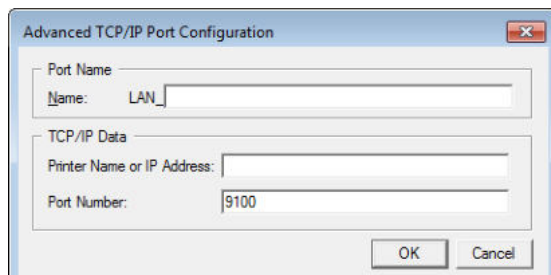 Advanced TCP/IP Port Configuration
Port Name
Name: LAN_
TCP/IP Data
Printer Name or IP Address:
Port Number: 9100
OK Cancel